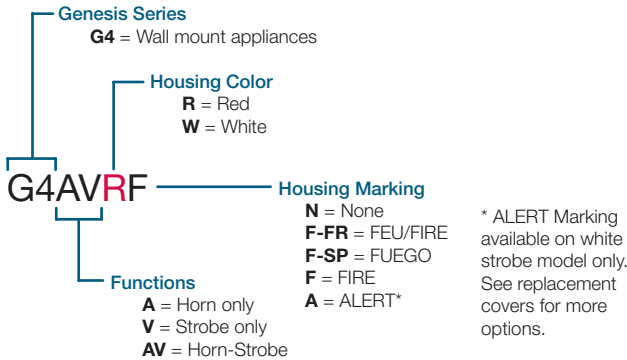 Genesis Series
G4 = Wall mount appliances
Housing Color
R = Red
W = White
G4AVRF
Housing Marking
N = None
F-FR = FEU/FIRE
F-SP = FUEGO
F = FIRE
A = ALERT*
* ALERT Marking
available on white
strobe model only.
See replacement
covers for more
options.
Functions
A = Horn only
V = Strobe only
AV = Horn-Strobe